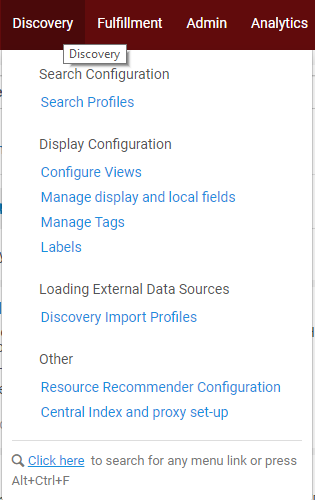 Discovery Fulfillment Admin Analytics
Discovery
Search Configuration
Search Profiles
Display Configuration
Configure Views
Manage display and local fields
Manage Tags
Labels
Loading External Data Sources
Discovery Import Profiles
Other
Resource Recommender Configuration
Central Index and proxy set-up
Click here to search for any menu link or press
Alt+Ctrl+F